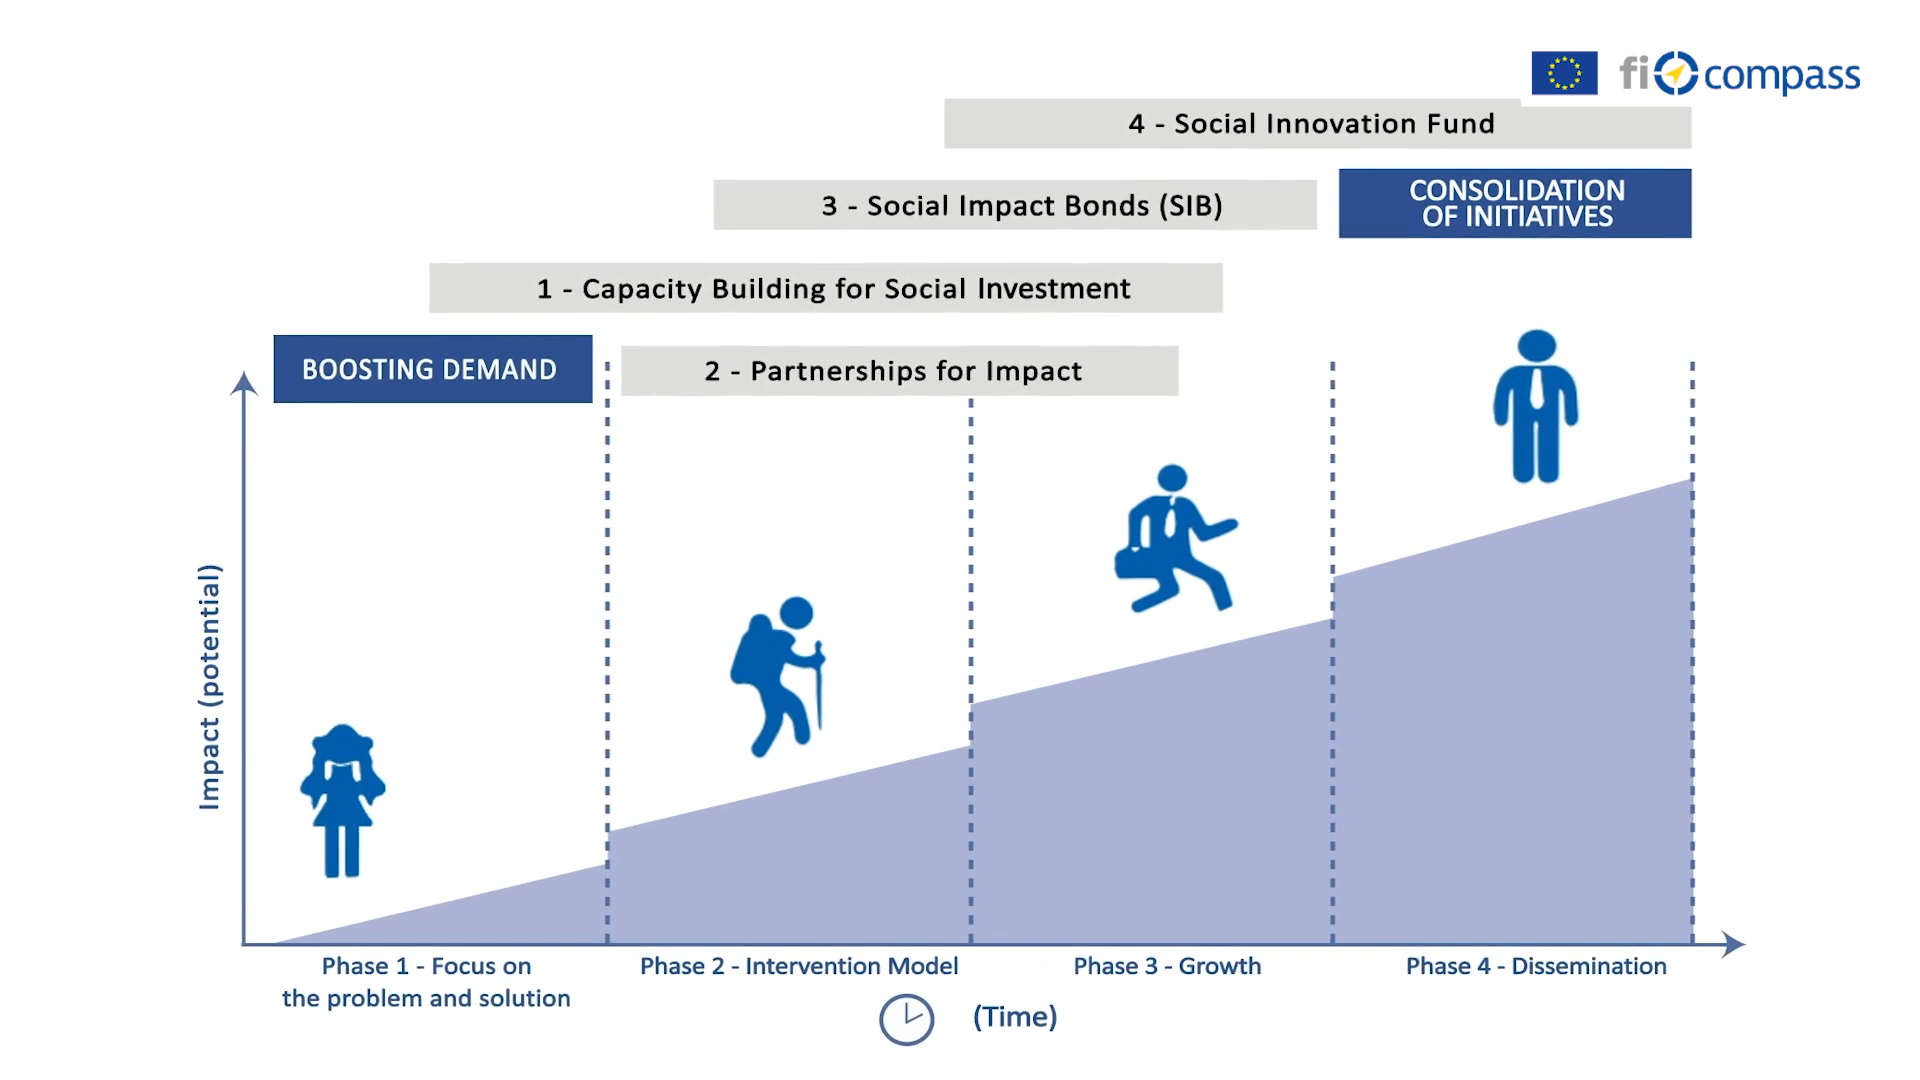 fi compass
4 - Social Innovation Fund
3 - Social Impact Bonds (SIB)
CONSOLIDATION
OF INITIATIVES
1 - Capacity Building for Social Investment
BOOSTING DEMAND
2 - Partnerships for Impact
Impact (potential)
Phase 1 - Focus on
the problem and solution
Phase 2 - Intervention Model
Phase 3 - Growth
Phase 4 - Dissemination
(Time)